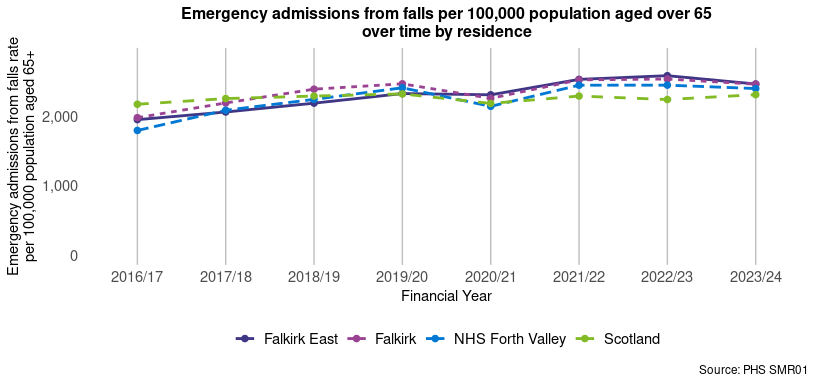 Emergency admissions from falls per 100,000 population aged over 65
over time by residence
Emergency admissions from falls rate
per 100,000 population aged 65+
2,000
1,000
0
2016/17
2017/18
2018/19
2019/20
2020/21
2021/22
2022/23
2023/24
Financial Year
Falkirk East
Falkirk
NHS Forth Valley
Scotland
Source: PHS SMR01